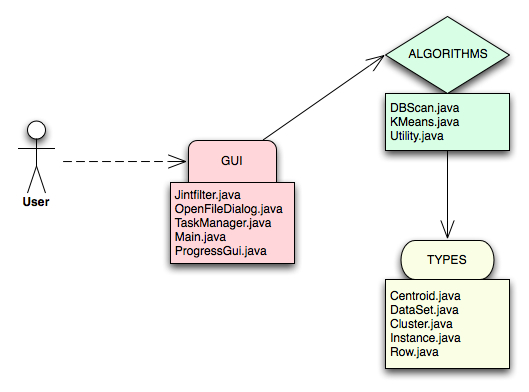 ALGORITHMS
DBScan.java
KMeans.java
Utility.java
User
GUI
Jintfilter.java
OpenFileDialog.java
TaskManager.java
Main.java
ProgressGui.java
TYPES
Centroid.java
DataSet.java
Cluster.java
Instance.java
Row.java